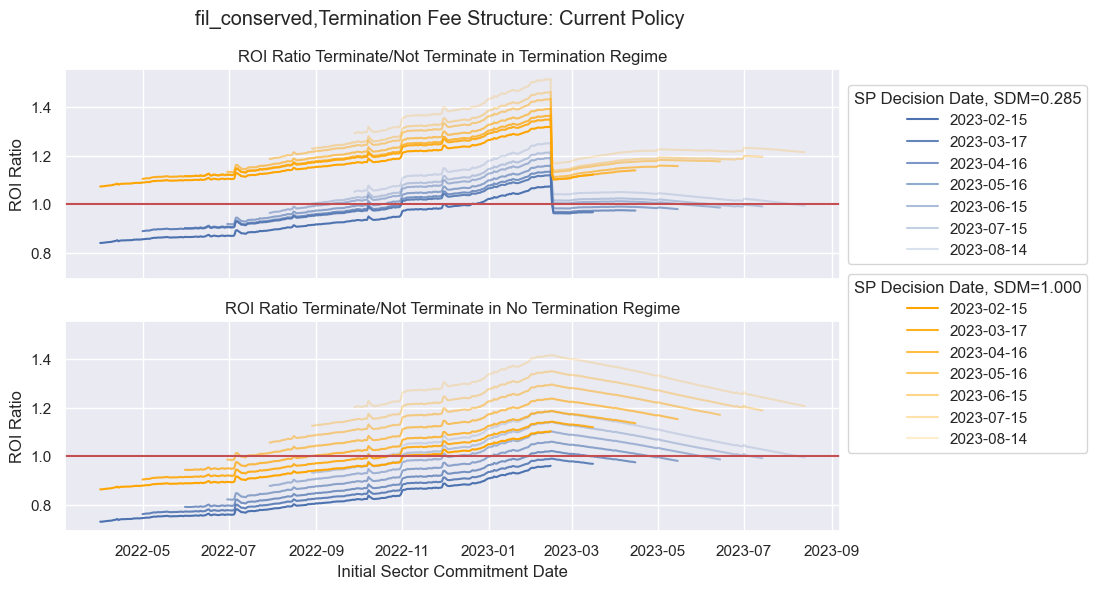 fil_conserved,Termination Fee Structure: Current Policy
ROI Ratio Terminate/Not Terminate in Termination Regime
ROI Ratio
1.4
1.2
1.0
0.8
SP Decision Date, SDM=0.285
2023-02-15
2023-03-17
2023-04-16
2023-05-16
2023-06-15
2023-07-15
2023-08-14
ROI Ratio Terminate/Not Terminate in No Termination Regime
ROI Ratio
1.4
1.2
1.0
0.8
SP Decision Date, SDM=1.000
2023-02-15
2023-03-17
2023-04-16
2023-05-16
2023-06-15
2023-07-15
2023-08-14
2022-05 2022-07 2022-09 2022-11 2023-01 2023-03 2023-05 2023-07 2023-09
Initial Sector Commitment Date